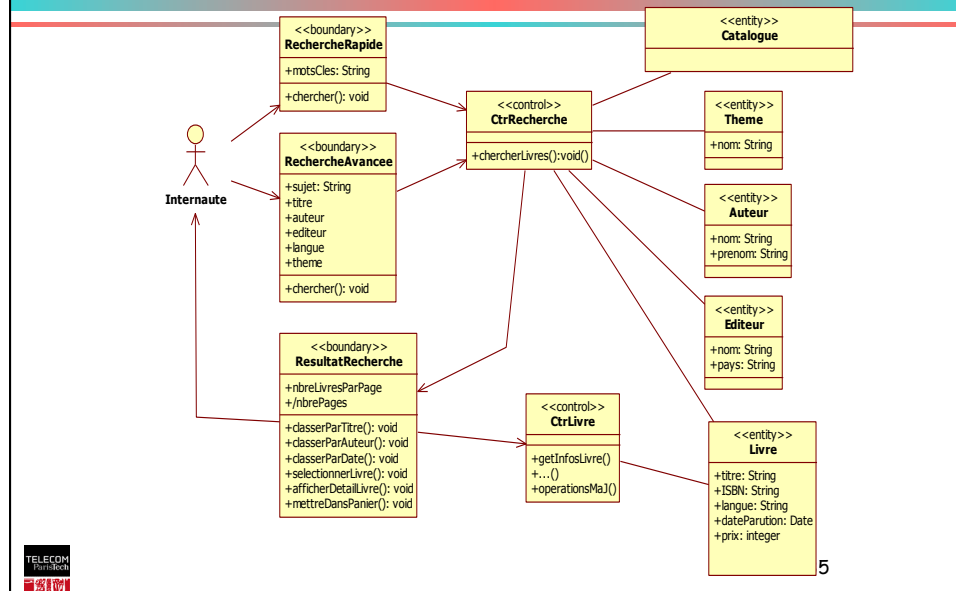 <<boundary>>
RechercheRapide
+motsCles: String
+chercher(): void
<<entity>>
Catalogue
<<control>>
CtrRecherche
+chercherLivres():void()
<<entity>>
Theme
+nom: String
Internaute
<<boundary>>
RechercheAvancee
+sujet: String
+titre
+auteur
+editeur
+langue
+theme
+chercher(): void
<<entity>>
Auteur
+nom: String
+prenom: String
<<entity>>
Editeur
+nom: String
+pays: String
<<boundary>>
ResultatRecherche
+nbreLivresParPage
+/nbrePages
+classerParTitre(): void
+classerParAuteur(): void
+classerParDate(): void
+selectionnerLivre(): void
+afficherDetailLivre(): void
+mettreDansPanier(): void
<<control>>
CtrLivre
+getInfosLivre()
+...()
+operationsMaJ()
<<entity>>
Livre
+titre: String
+ISBN: String
+langue: String
+dateParution: Date
+prix: integer
TELECOM
ParisTech
5